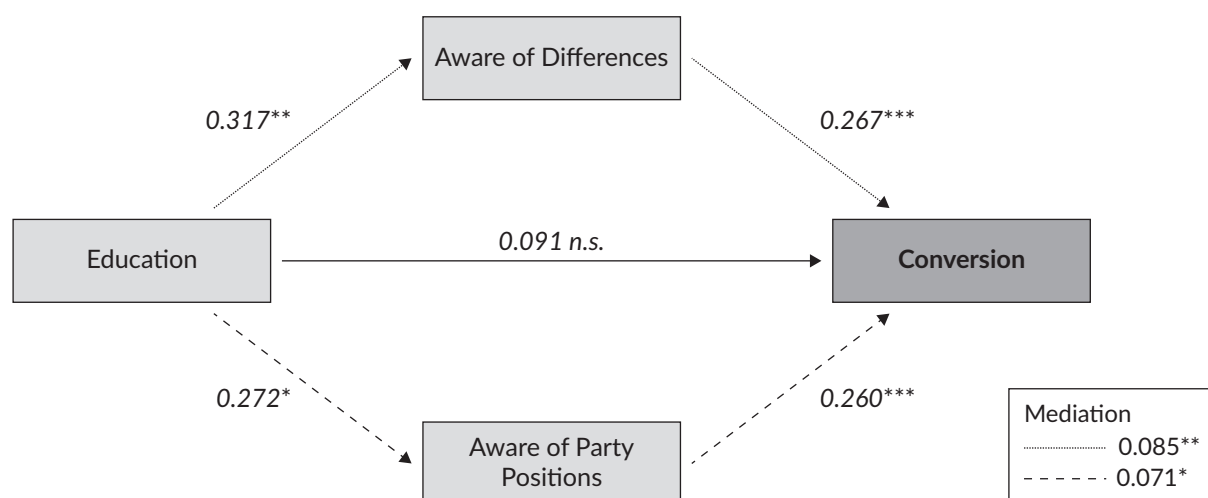 Aware of Differences
0.317**
0.267***
Education
0.091 n.s.
Conversion
0.272*
0.260***
Aware of Party
Positions
Mediation
0.085**
0.071*